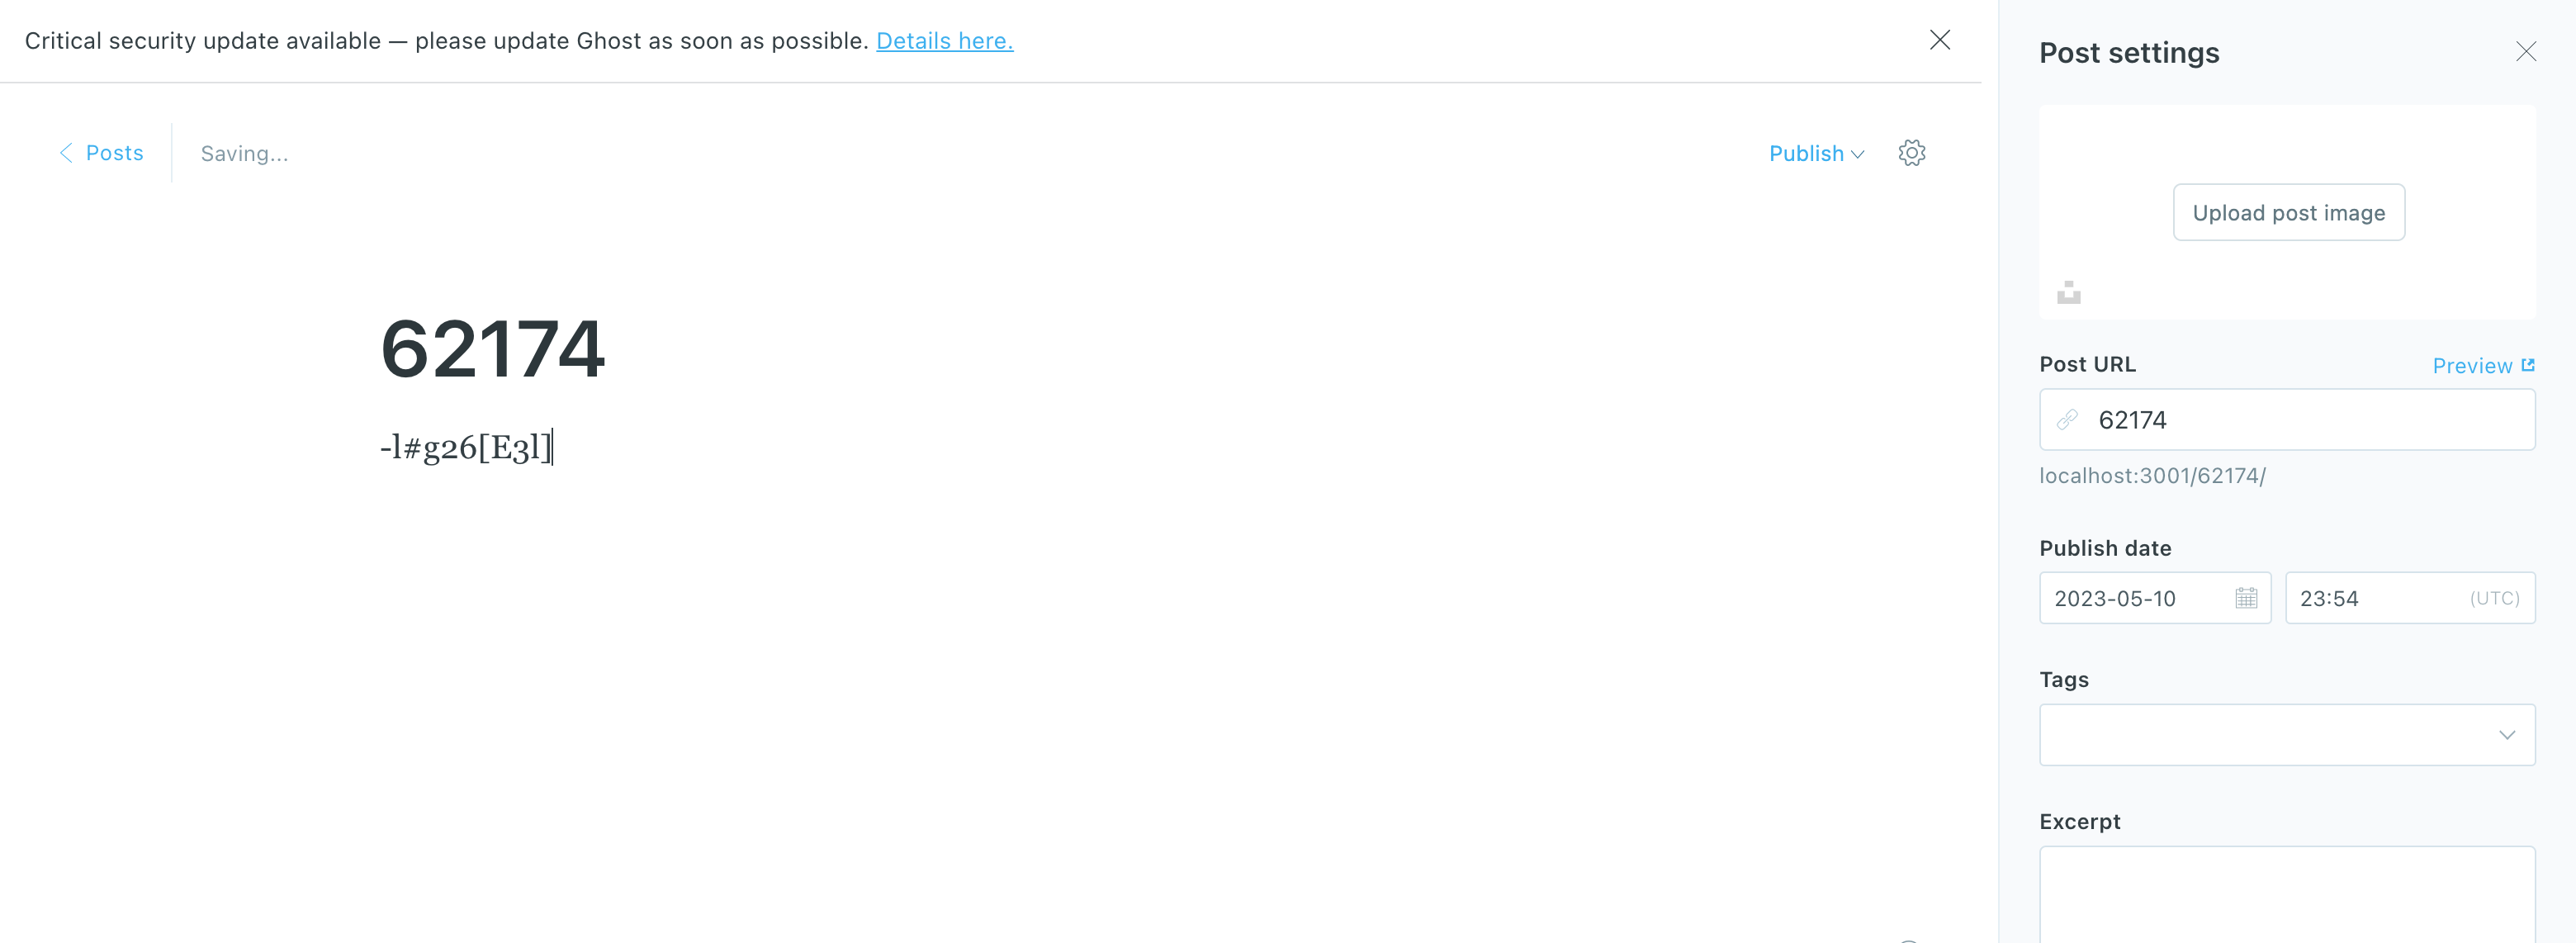 Critical security update available — please update Ghost as soon as possible. Details here.
Posts
Saving...
Publish
62174
-l#g26[E3l]
Post settings
Upload post image
Post URL
Preview
62174
localhost:3001/62174/
Publish date
2023-05-10
23:54
(UTC)
Tags
Excerpt